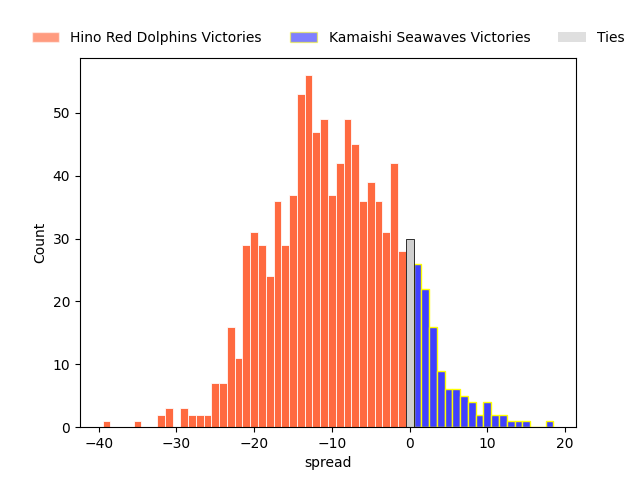 Hino Red Dolphins Victories Kamaishi Seawaves Victories Ties
50
40
30
20
10
0
Count
−40 −30 −20 −10 0 10 20
spread